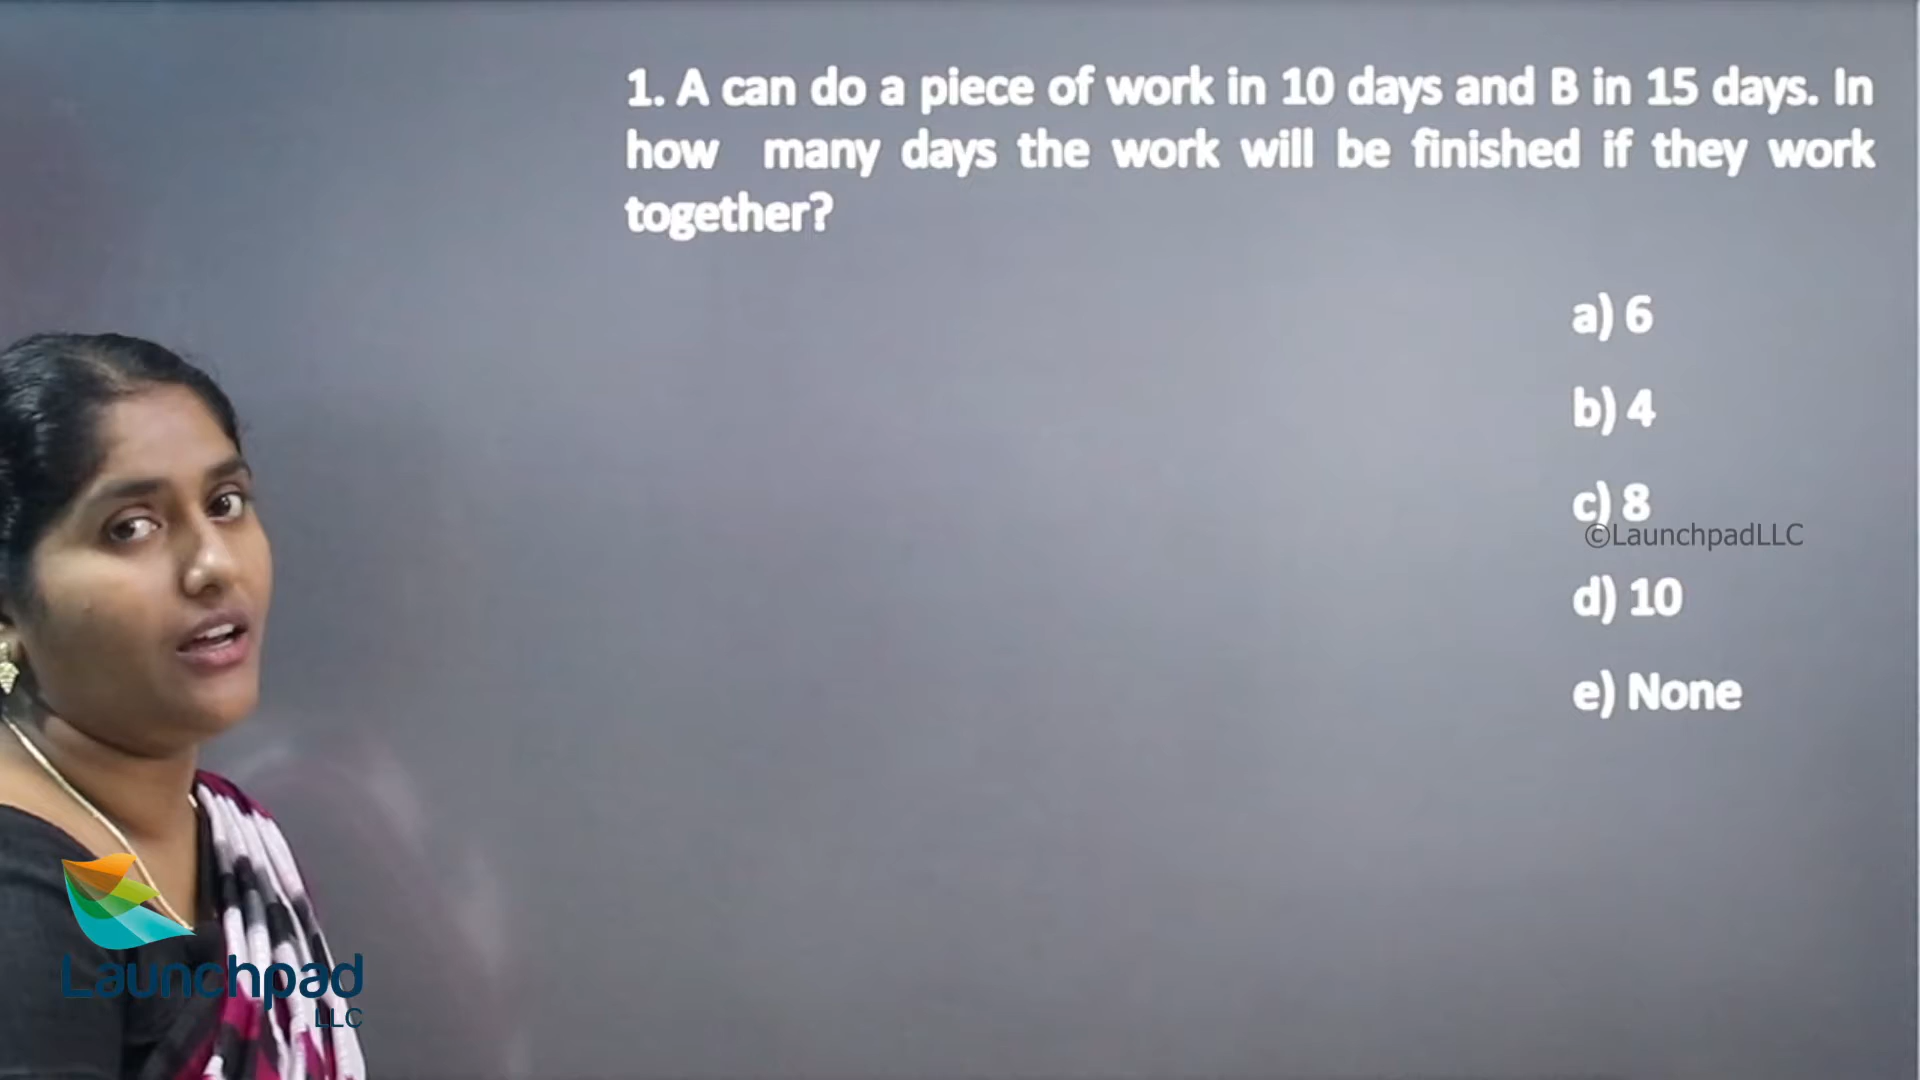 1. A can do a piece of work in 10 days and B in 15 days. In
how many days the work will be finished if they work
together?
a) 6
b) 4
c) 8
©LaunchpadLLC
d) 10
e) None
Launchpad
LLC